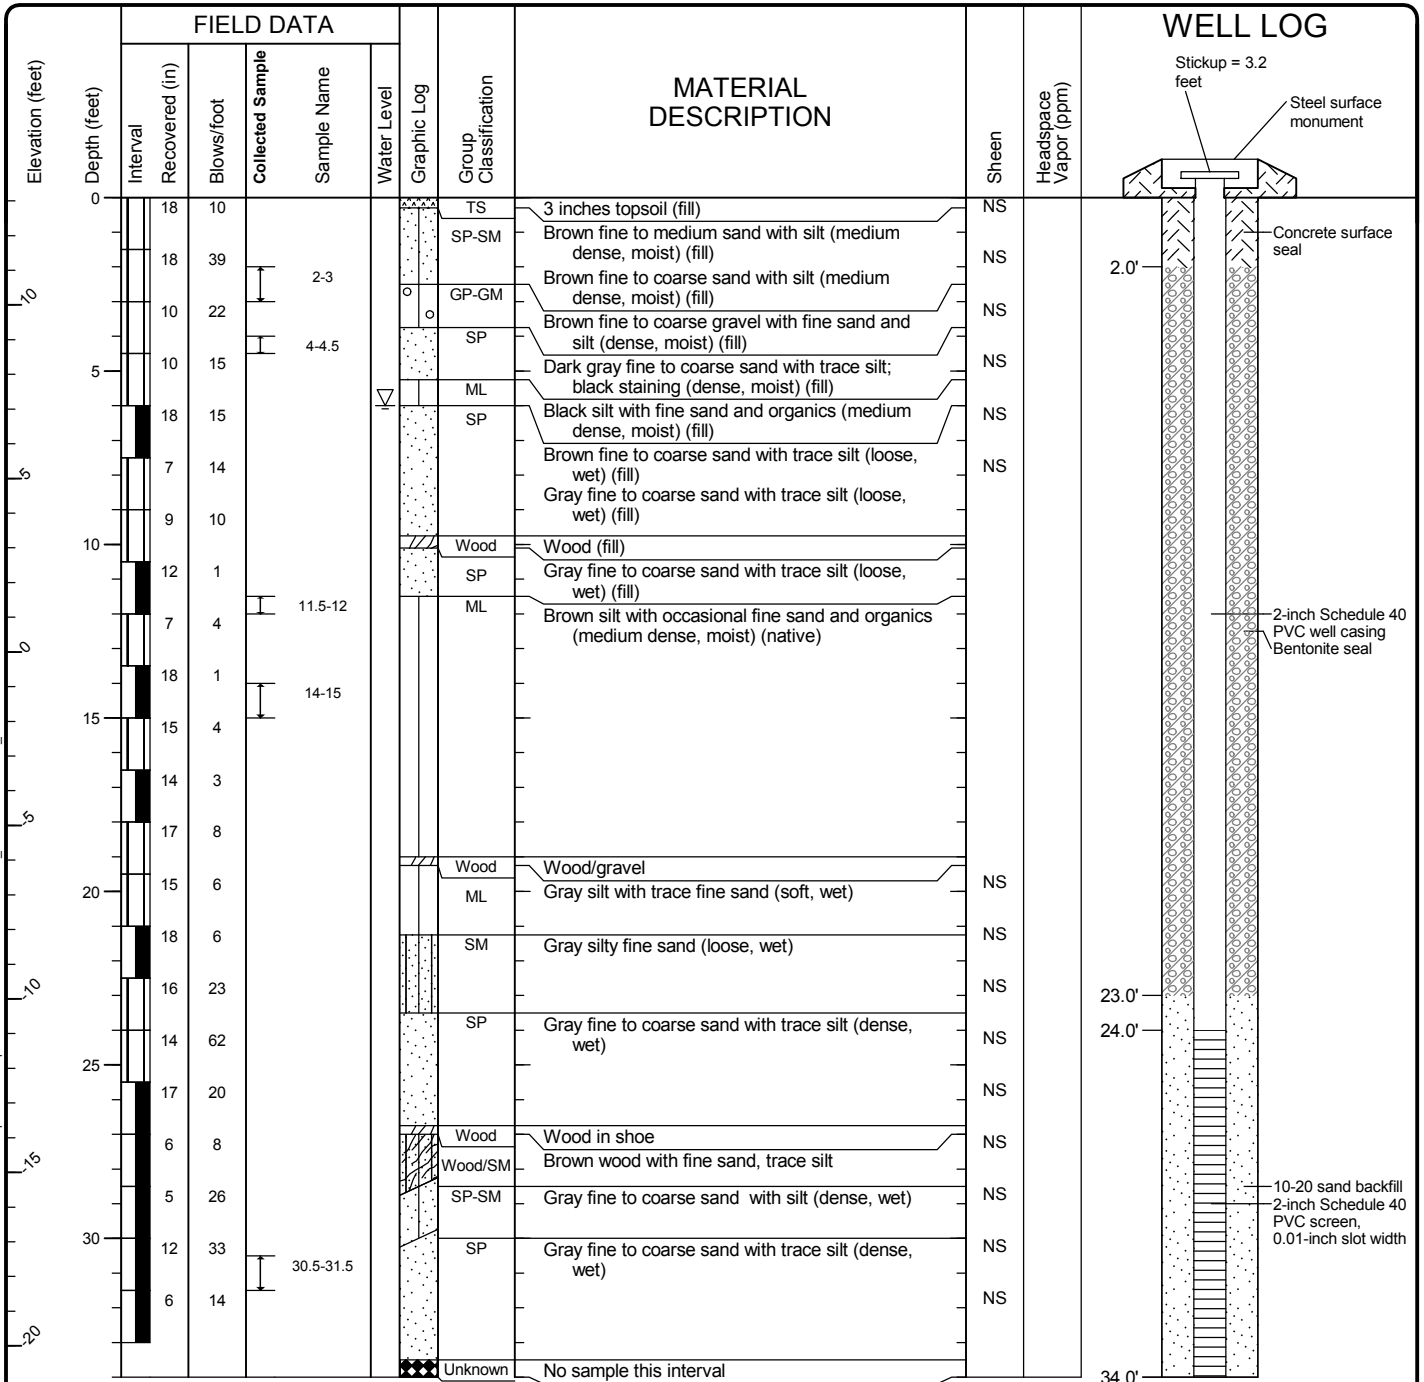 FIELD DATA
WELL LOG
Elevation (feet)
Depth (feet)
Interval
Recovered (in)
Blows/foot
Collected Sample
Sample Name
Water Level
Graphic Log
Group
Classification
MATERIAL
DESCRIPTION
Sheen
Headspace
Vapor (ppm)
Stickup = 3.2
feet
Steel surface
monument
0
18 10
TS
3 inches topsoil (fill)
NS
SP-SM
Brown fine to medium sand with silt (medium
dense, moist) (fill)
Concrete surface
seal
18 39
NS
2.0'
2-3
10
Brown fine to coarse sand with silt (medium
dense, moist) (fill)
GP-GM
10 22
NS
Brown fine to coarse gravel with fine sand and
silt (dense, moist) (fill)
SP
4-4.5
10 15
NS
5
Dark gray fine to coarse sand with trace silt;
black staining (dense, moist) (fill)
ML
18 15
Black silt with fine sand and organics (medium
dense, moist) (fill)
NS
SP
Brown fine to coarse sand with trace silt (loose,
wet) (fill)
7 14
NS
5
Gray fine to coarse sand with trace silt (loose,
wet) (fill)
9 10
10
Wood
Wood (fill)
12 1
SP
Gray fine to coarse sand with trace silt (loose,
wet) (fill)
11.5-12
ML
Brown silt with occasional fine sand and organics
(medium dense, moist) (native)
7 4
2-inch Schedule 40
PVC well casing
Bentonite seal
0
18 1
14-15
15
15 4
14 3
-5
17 8
Wood
Wood/gravel
15 6
NS
20
ML
Gray silt with trace fine sand (soft, wet)
18 6
NS
SM
Gray silty fine sand (loose, wet)
16 23
NS
-10
23.0'
SP
Gray fine to coarse sand with trace silt (dense,
wet)
24.0'
14 62
NS
25
17 20
NS
Wood
Wood in shoe
6 8
NS
-15
Wood/SM
Brown wood with fine sand, trace silt
5 26
NS
SP-SM
Gray fine to coarse sand with silt (dense, wet)
10-20 sand backfill
2-inch Schedule 40
PVC screen,
0.01-inch slot width
30
12 33
NS
SP
Gray fine to coarse sand with trace silt (dense,
wet)
30.5-31.5
6 14
NS
-20
Unknown
No sample this interval
34.0'